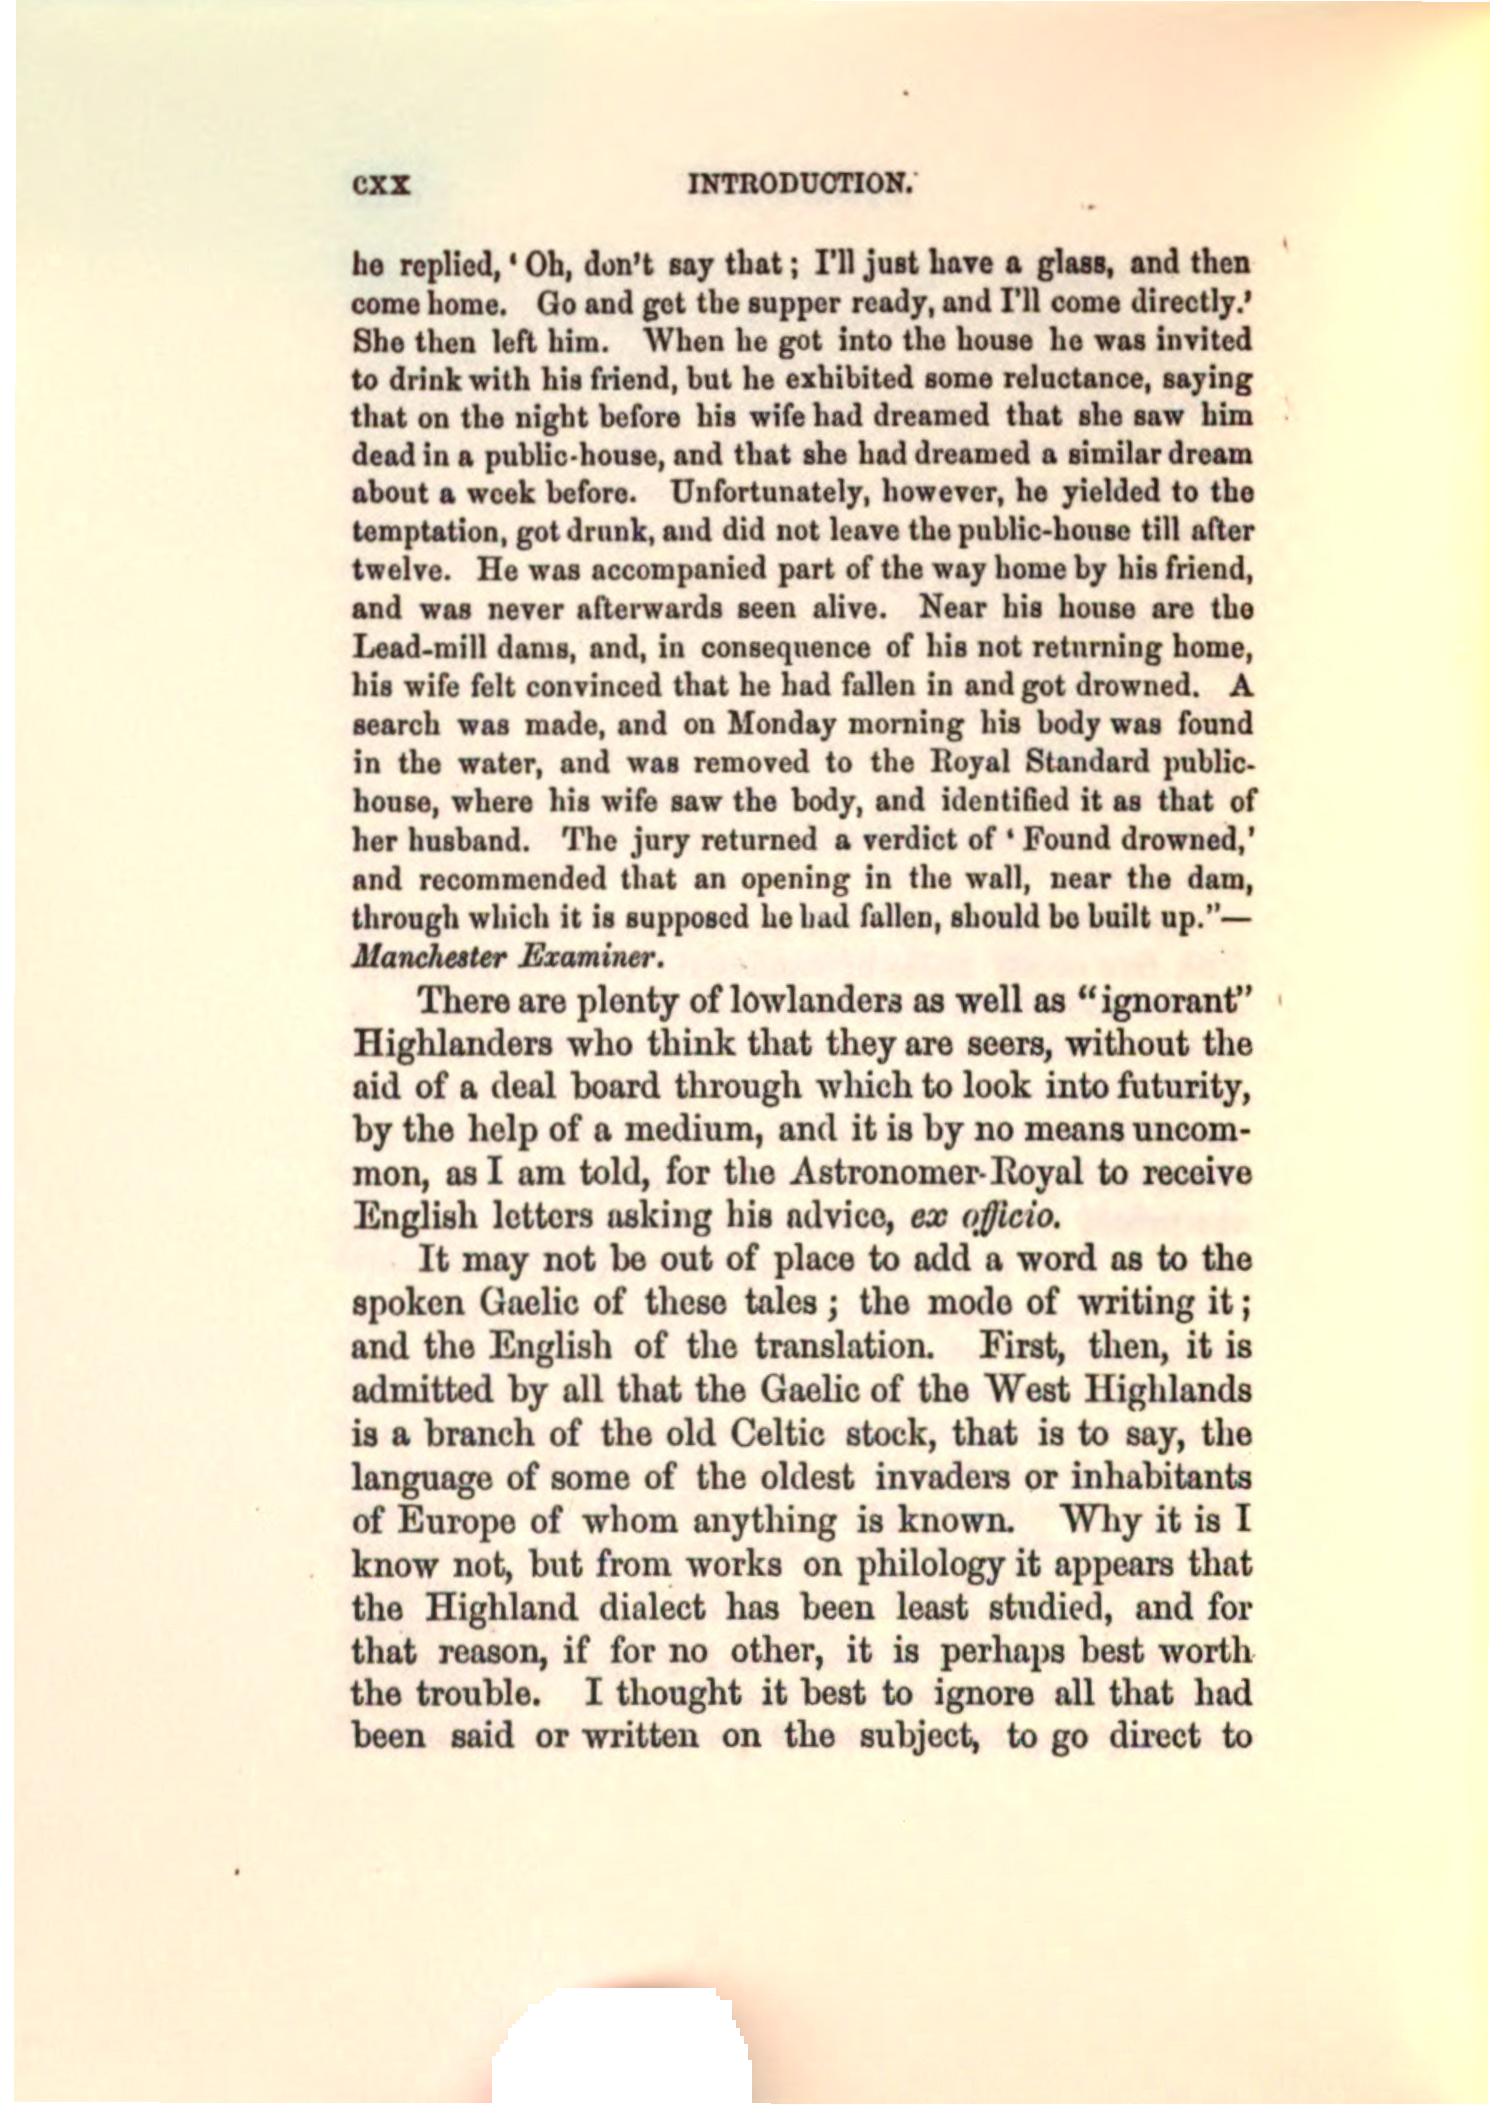 cxx INTRODUCTION.
he replied, ‘Oh, don't say that; I'll just have a glass, and then
come home. Go and get the supper ready, and I'll come directly.’
She then left him. When he got into the house he was invited
to drink with his friend, but he exhibited some reluctance, saying
that on the night before his wife had dreamed that she saw him
dead in a public-house, and that she had dreamed a similar dream
about a week before. Unfortunately, however, he yielded to the
temptation, got drunk, and did not leave the public-house till after
twelve. He was accompanied part of the way home by his friend,
and was never afterwards seen alive. Near his house are the
Lead-mill dams, and, in consequence of his not returning home,
his wife felt convinced that he had fallen in and got drowned. A
search was made, and on Monday morning his body was found
in the water, and was removed to the Royal Standard public-
house, where his wife saw the body, and identified it as that of
her husband. The jury returned a verdict of ‘Found drowned,’
and recommended that an opening in the wall, near the dam,
through which it is supposed he had fallen, should be built up.”—
Manchester Examiner.
There are plenty of lowlanders as well as “ignorant”
Highlanders who think that they are seers, without the
aid of a deal board through which to look into futurity,
by the help of a medium, and it is by no means uncom-
mon, as I am told, for the Astronomer-Royal to receive
English letters asking his advice, ex officio.
It may not be out of place to add a word as to the
spoken Gaelic of these tales; the mode of writing it;
and the English of the translation. First, then, it is
admitted by all that the Gaelic of the West Highlands
is a branch of the old Celtic stock, that is to say, the
language of some of the oldest invaders or inhabitants
of Europe of whom anything is known. Why it is I
know not, but from works on philology it appears that
the Highland dialect has been least studied, and for
that reason, if for no other, it is perhaps best worth
the trouble. I thought it best to ignore all that had
been said or written on the subject, to go direct to